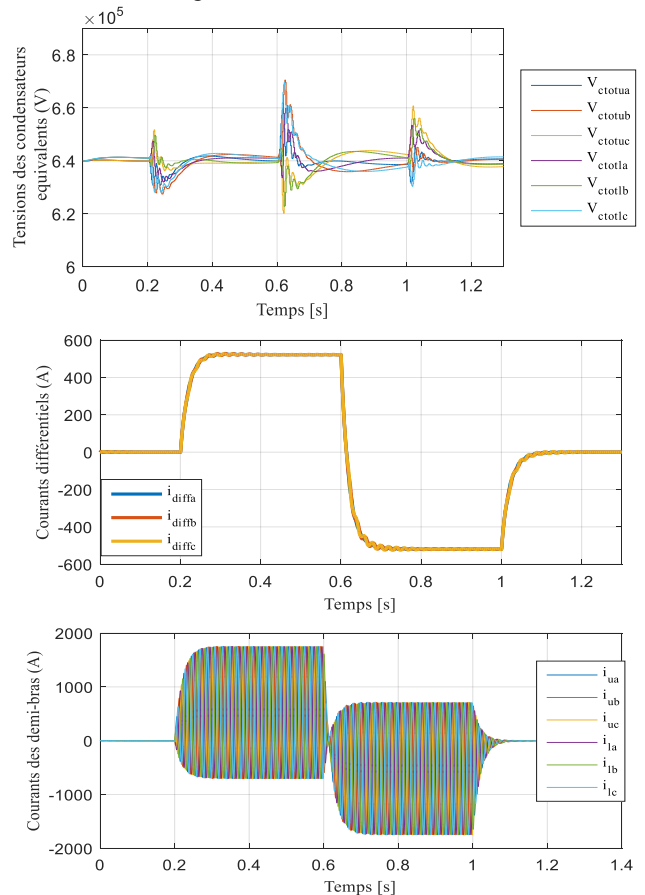 ×10⁵
6.8
6.6
6.4
6.2
6
0 0.2 0.4 0.6 0.8 1 1.2
Tensions des condensateurs
equivalents (V)
Temps [s]
V_ctotua
V_ctotub
V_ctotuc
V_ctotla
V_ctotlb
V_ctotlc
600
400
200
0
-200
-400
-600
0 0.2 0.4 0.6 0.8 1 1.2
Courants différentiels (A)
Temps [s]
i_diffa
i_diffb
i_diffc
2000
1000
0
-1000
-2000
0 0.2 0.4 0.6 0.8 1 1.2 1.4
Courants des demi-bras (A)
Temps [s]
i_ua
i_ub
i_uc
i_la
i_lb
i_lc